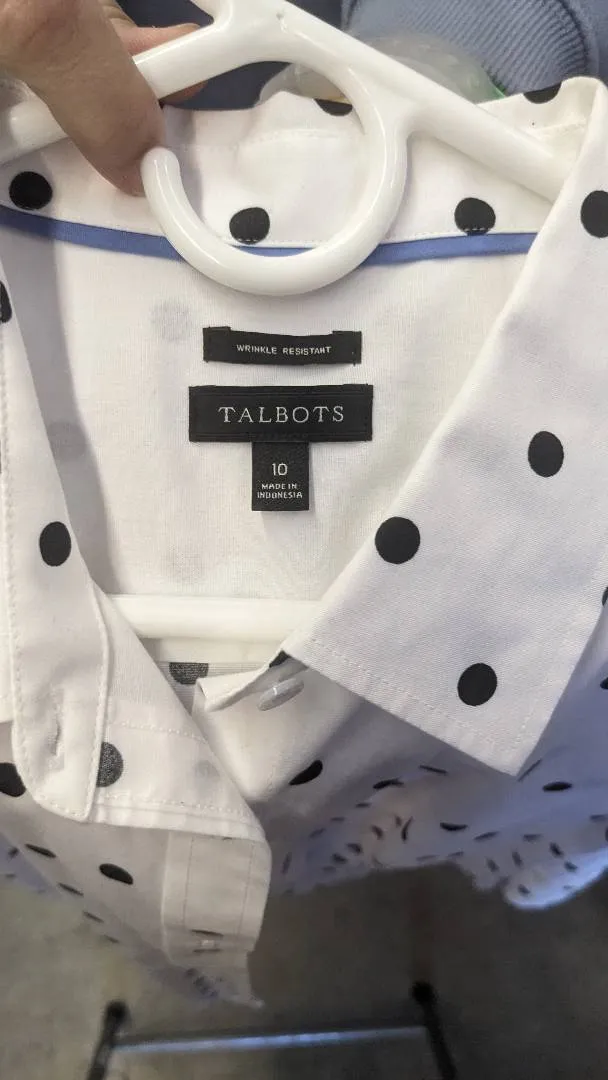 WRINKLE RESISTANT
TALBOTS
10
MADE IN
INDONESIA